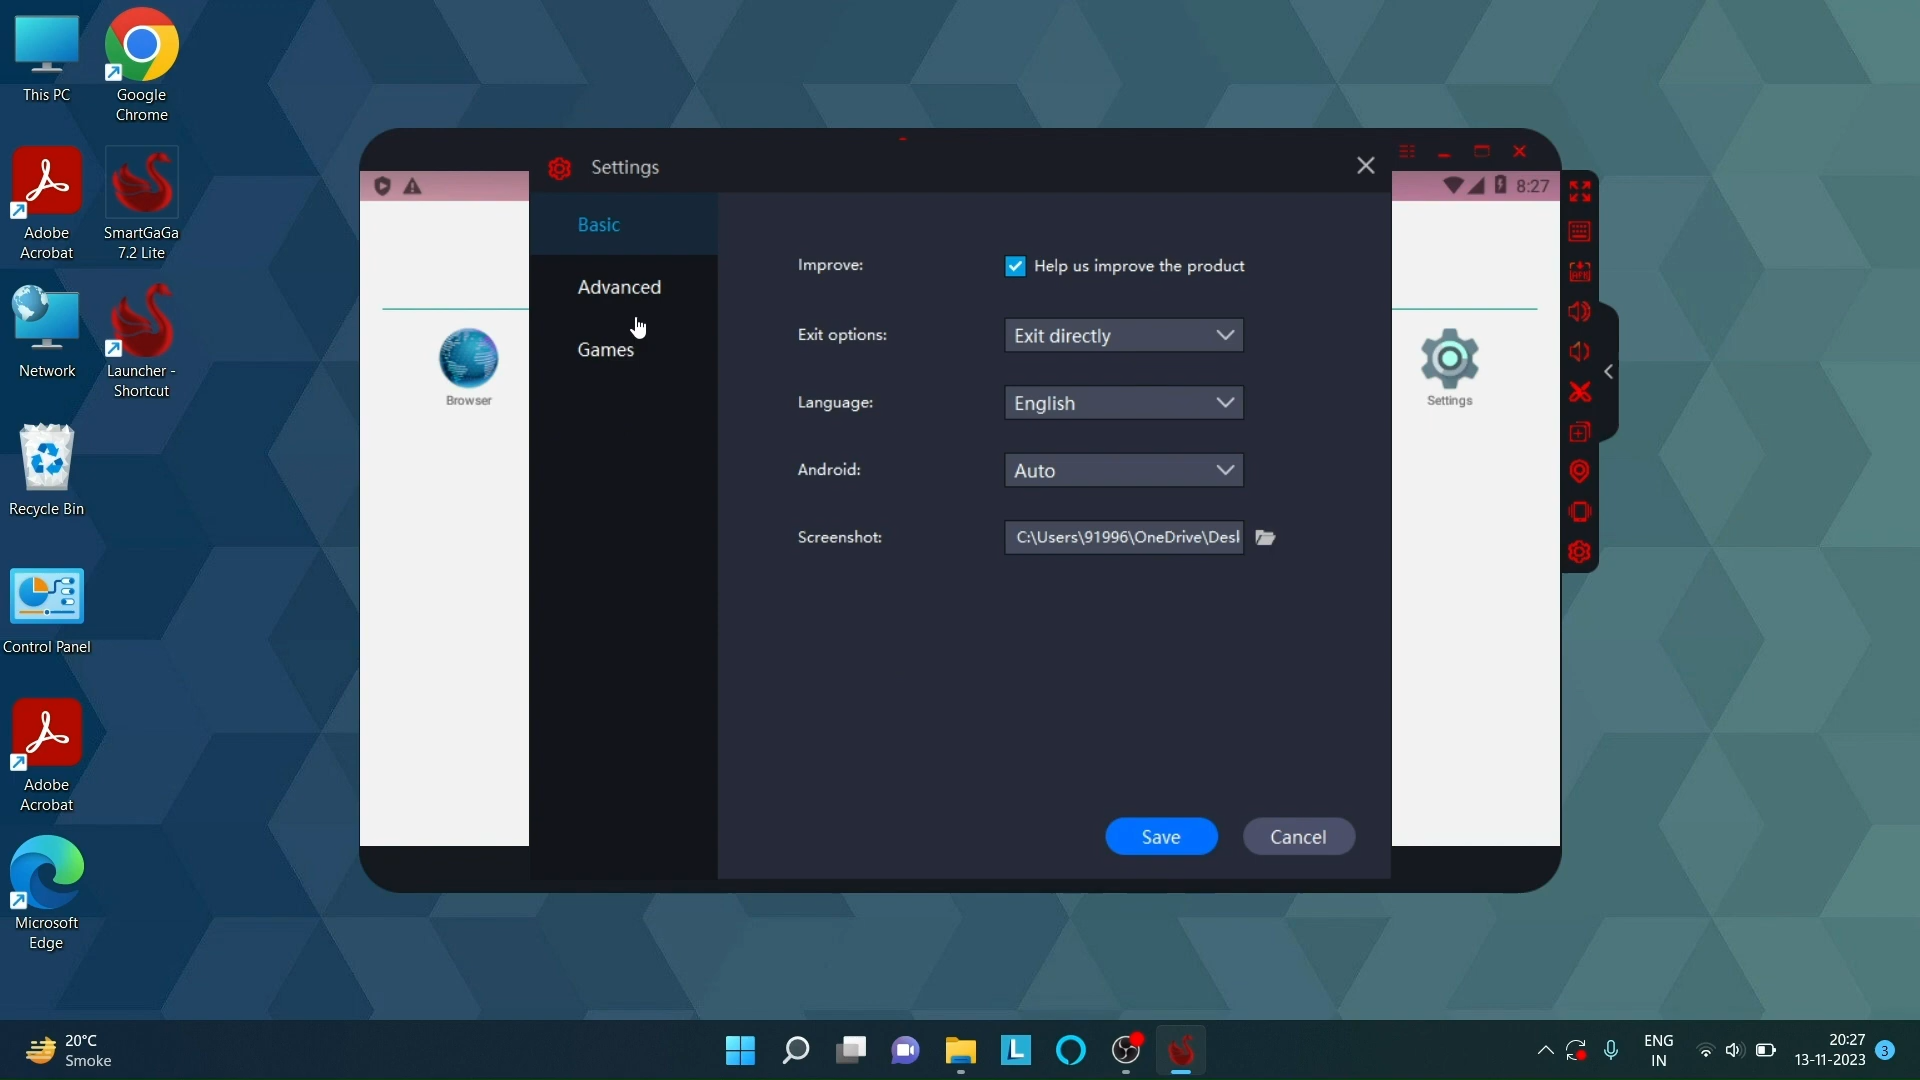 This PC
Google
Chrome
Adobe
Acrobat
SmartGaGa
7.2 Lite
Network
Launcher -
Shortcut
Recycle Bin
Control Panel
Adobe
Acrobat
Microsoft
Edge
Settings
8:27
Basic
Advanced
Games
Improve:
Help us improve the product
Exit options:
Exit directly
Language:
English
Android:
Auto
Screenshot:
C:\Users\91996\OneDrive\Desl
Save
Cancel
Browser
Settings
20°C
Smoke
L
ENG
IN
20:27
13-11-2023
3